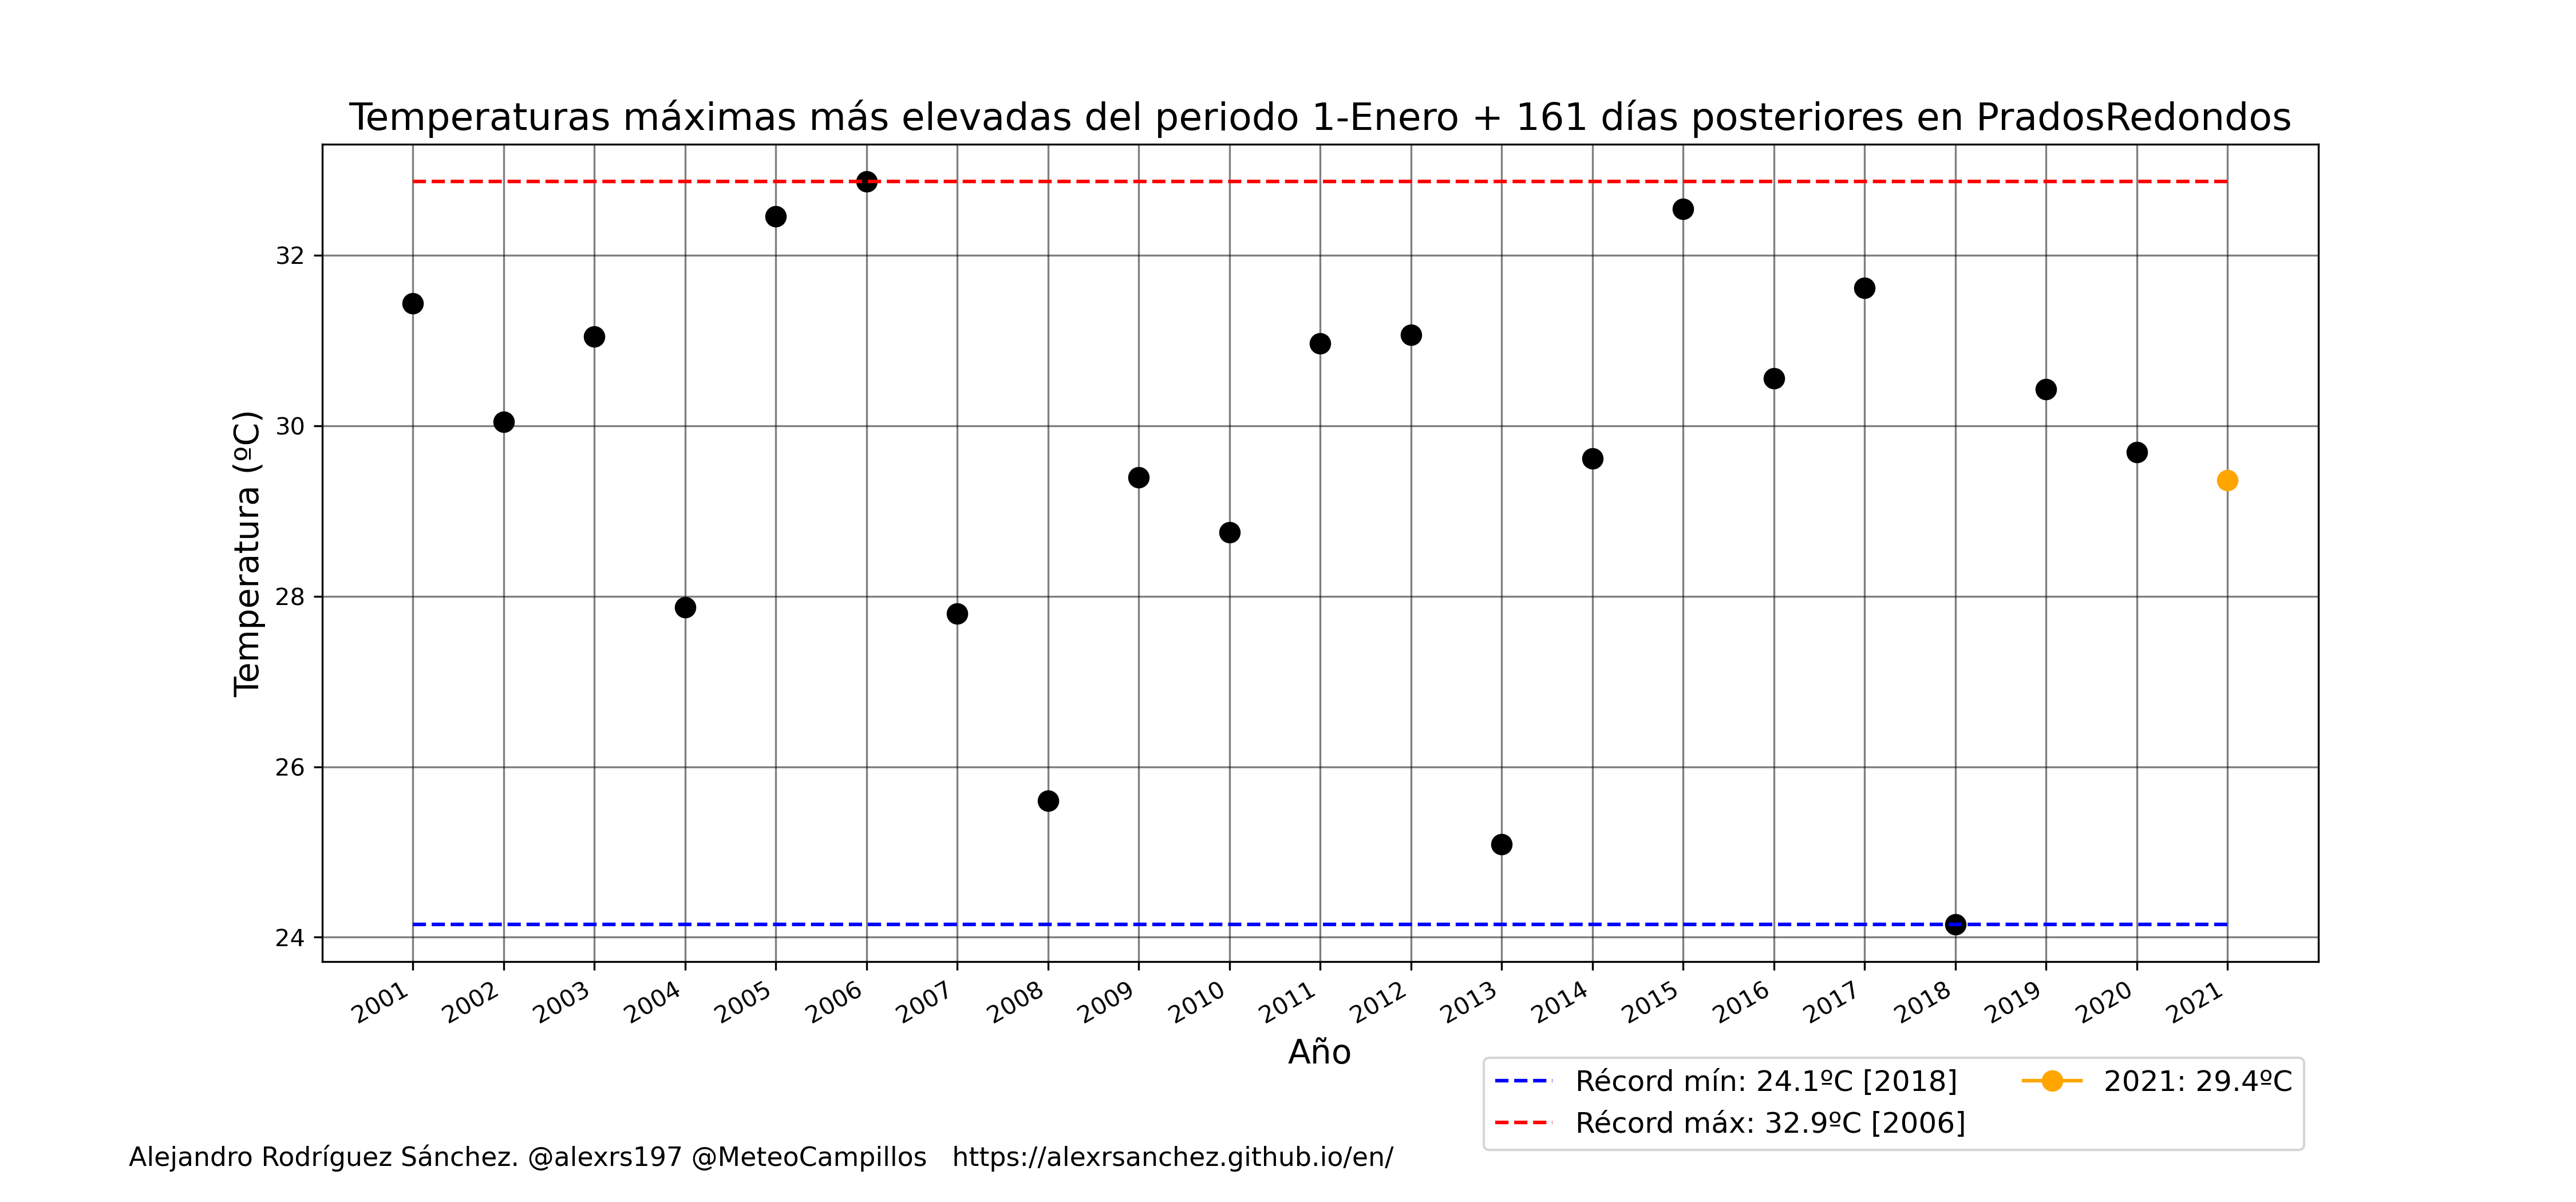 Temperaturas máximas más elevadas del periodo 1-Enero + 161 días posteriores en PradosRedondos
Temperatura (ºC)
32
30
28
26
24
2001 2002 2003 2004 2005 2006 2007 2008 2009 2010 2011 2012 2013 2014 2015 2016 2017 2018 2019 2020 2021
Año
Récord mín: 24.1ºC [2018]
Récord máx: 32.9ºC [2006]
2021: 29.4ºC
Alejandro Rodríguez Sánchez. @alexrs197 @MeteoCampillos https://alexrsanchez.github.io/en/